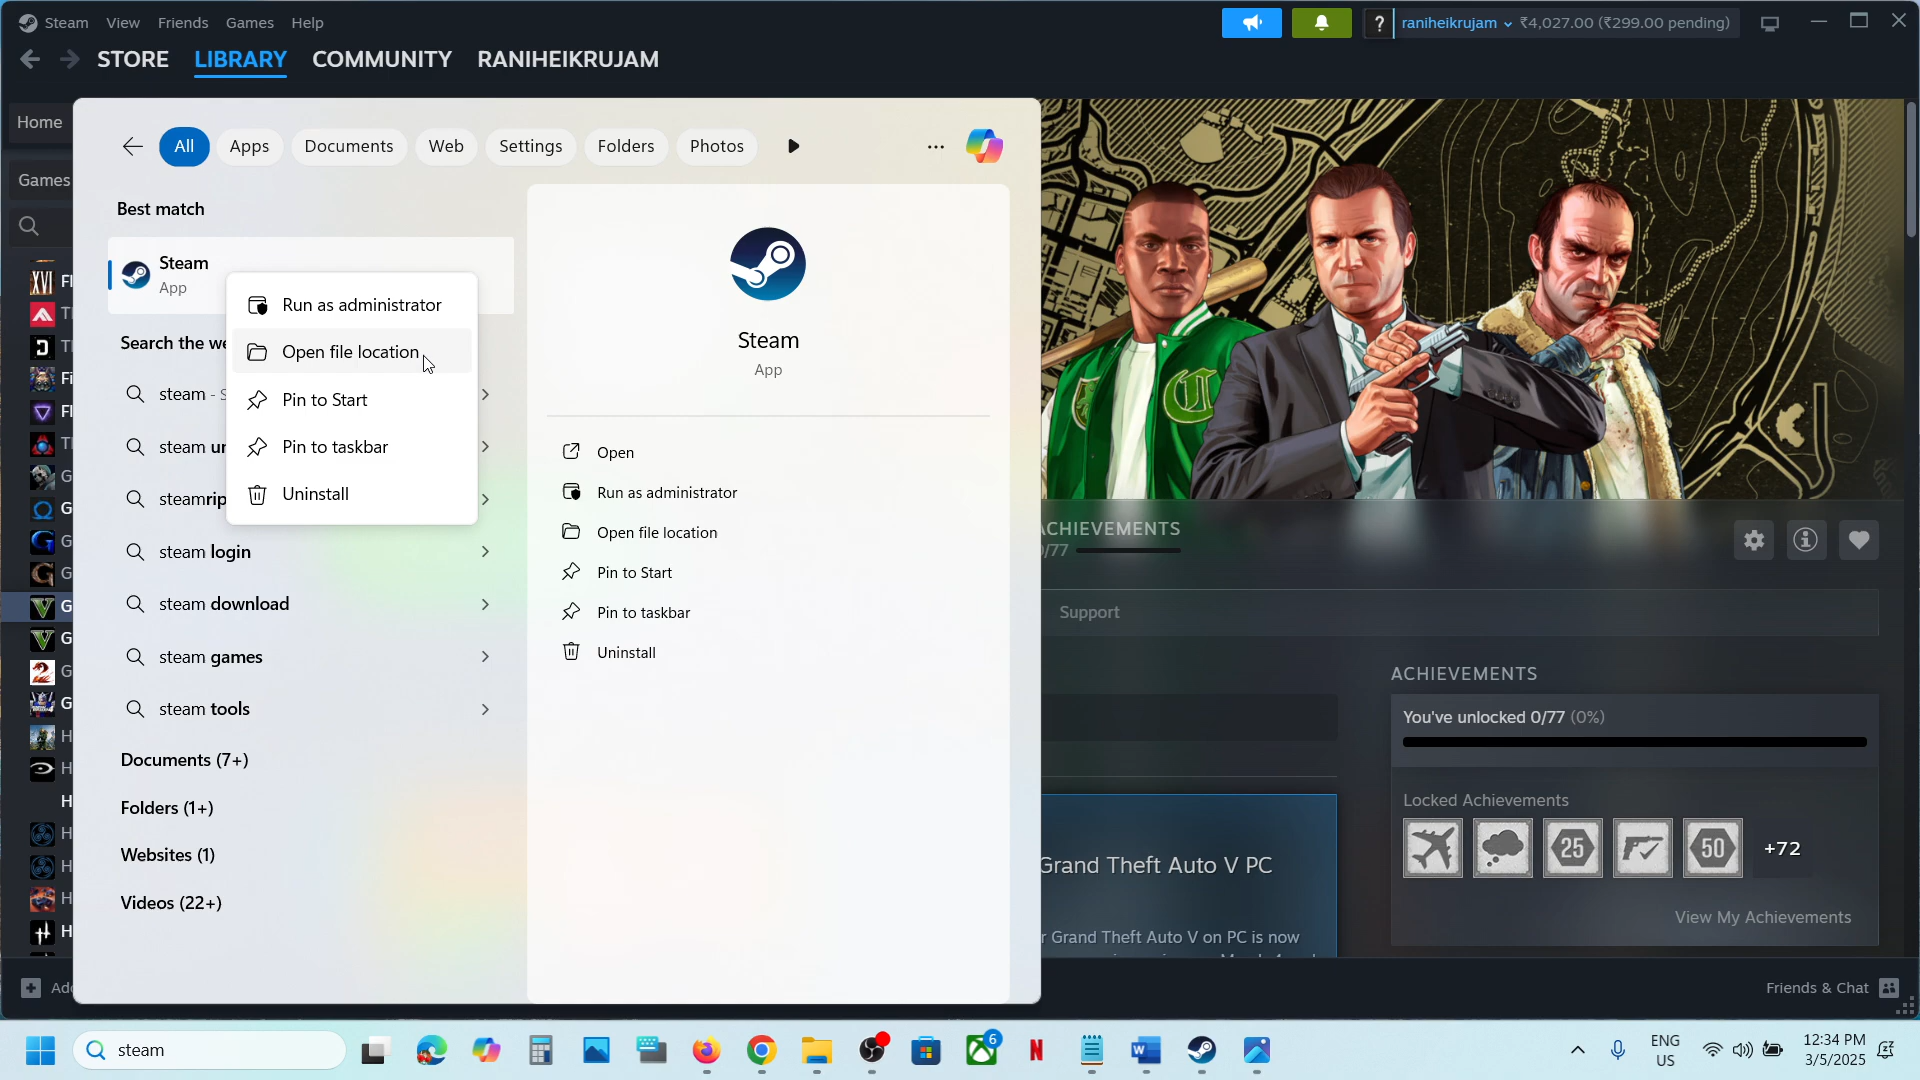 Steam View Friends Games Help
? raniheikrujam ₹4,027.00 (₹299.00 pending)
STORE LIBRARY COMMUNITY RANIHEIKRUJAM
Home
Games
All Apps Documents Web Settings Folders Photos
Best match
Steam
App
Run as administrator
Open file location
Pin to Start
Pin to taskbar
Uninstall
Search the we
steam - S
steam un
steamrip
steam login
steam download
steam games
steam tools
Documents (7+)
Folders (1+)
Websites (1)
Videos (22+)
Steam
App
Open
Run as administrator
Open file location
Pin to Start
Pin to taskbar
Uninstall
ACHIEVEMENTS
0/77
Support
ACHIEVEMENTS
You've unlocked 0/77 (0%)
Locked Achievements
25 50 +72
View My Achievements
Grand Theft Auto V PC
r Grand Theft Auto V on PC is now
Friends & Chat
steam
6
ENG
US
12:34 PM
3/5/2025